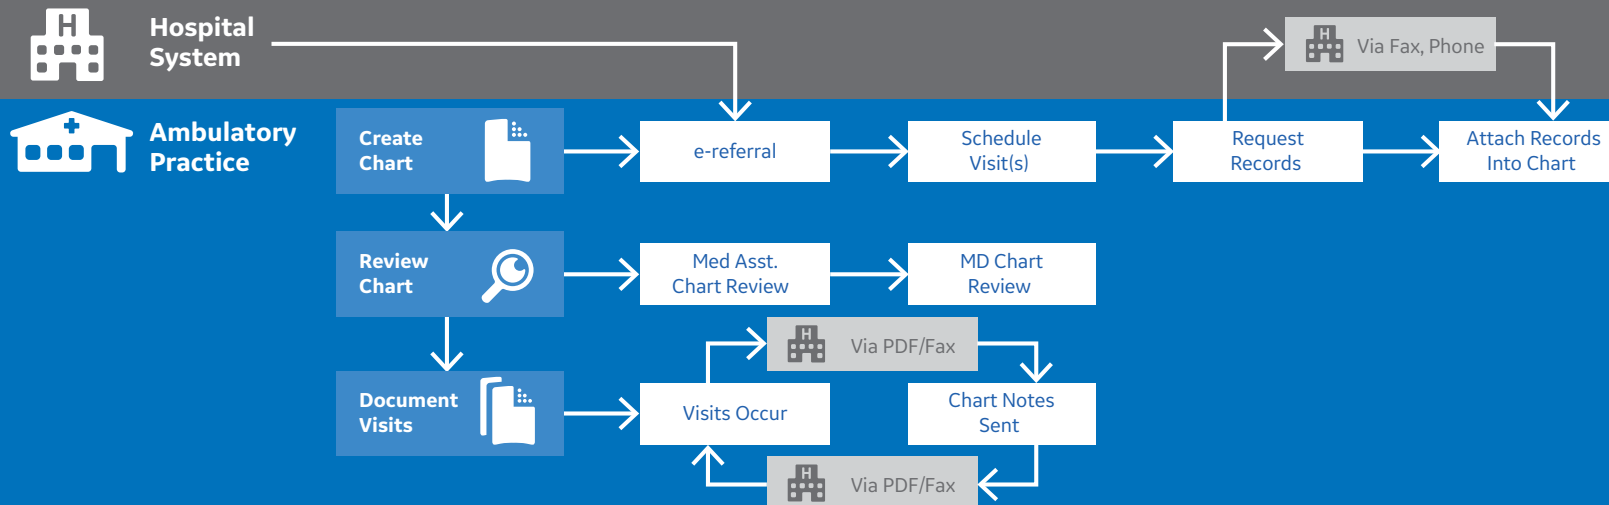 Hospital
System
H
H
Via Fax, Phone
Ambulatory
Practice
Create
Chart
e-referral
Schedule
Visit(s)
Request
Records
Attach Records
Into Chart
Review
Chart
Med Asst.
Chart Review
MD Chart
Review
H
Via PDF/Fax
Document
Visits
Visits Occur
Chart Notes
Sent
H
Via PDF/Fax